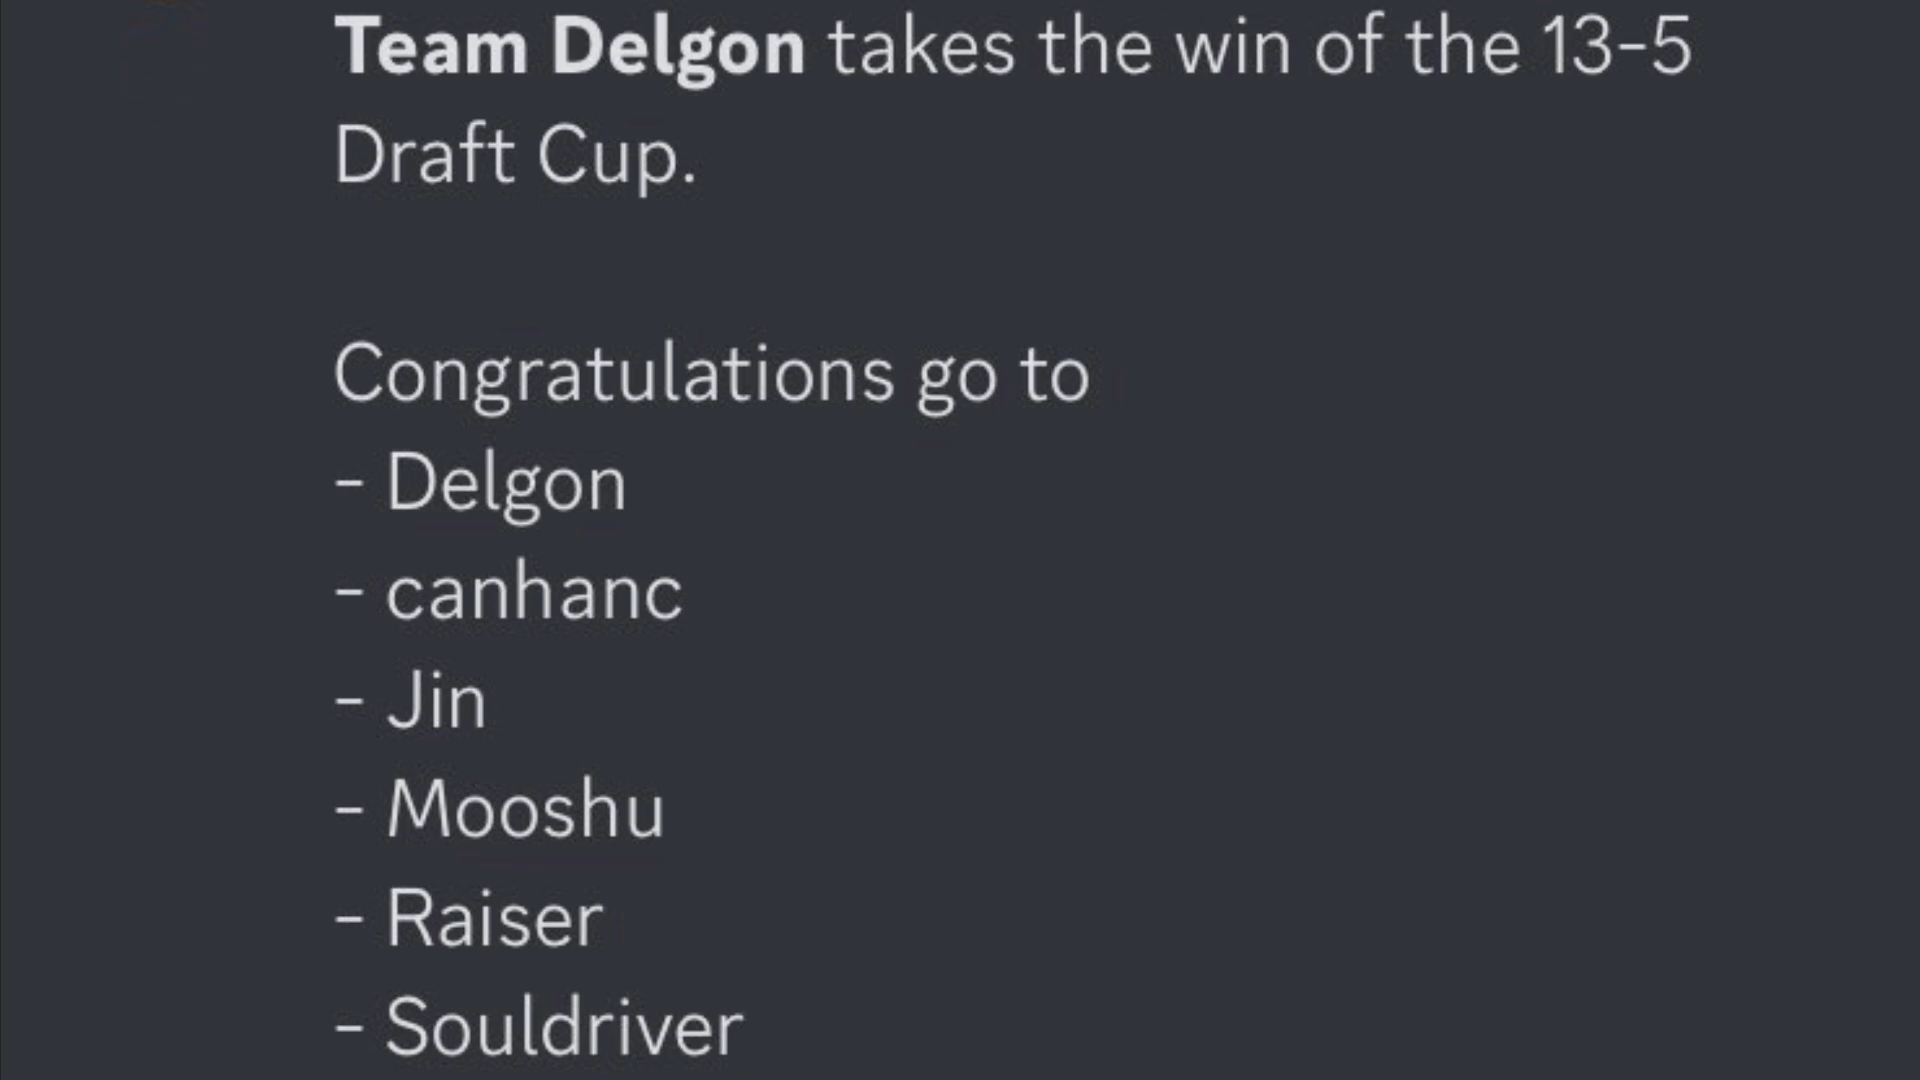 Team Delgon takes the win of the 13-5
Draft Cup.
Congratulations go to
- Delgon
- canhanc
- Jin
- Mooshu
- Raiser
- Souldriver